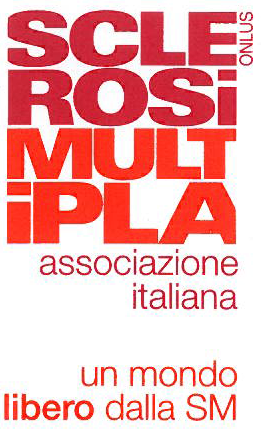 SCLE
ROSi
ONLUS
MULT
iPLA
associazione
italiana
un mondo
libero dalla SM